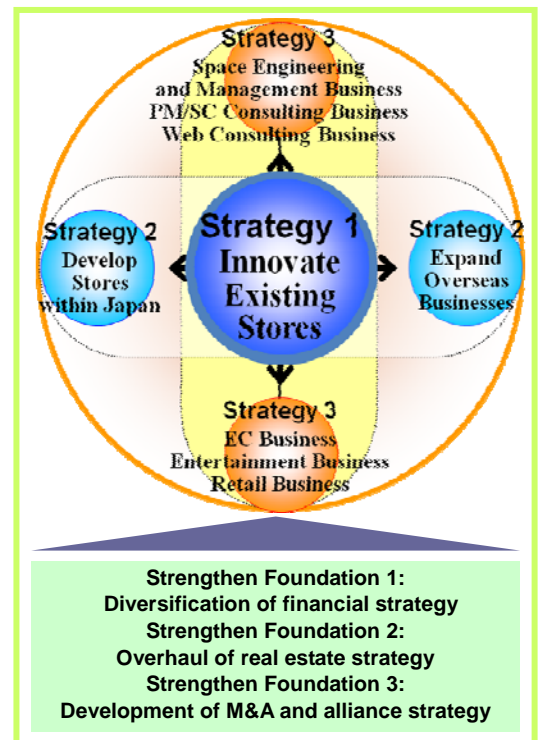 Strategy 3
Space Engineering
and Management Business
PM/SC Consulting Business
Web Consulting Business
Strategy 2
Develop
Stores
within Japan
Strategy 1
Innovate
Existing
Stores
Strategy 2
Expand
Overseas
Businesses
Strategy 3
EC Business
Entertainment Business
Retail Business
Strengthen Foundation 1:
Diversification of financial strategy
Strengthen Foundation 2:
Overhaul of real estate strategy
Strengthen Foundation 3:
Development of M&A and alliance strategy